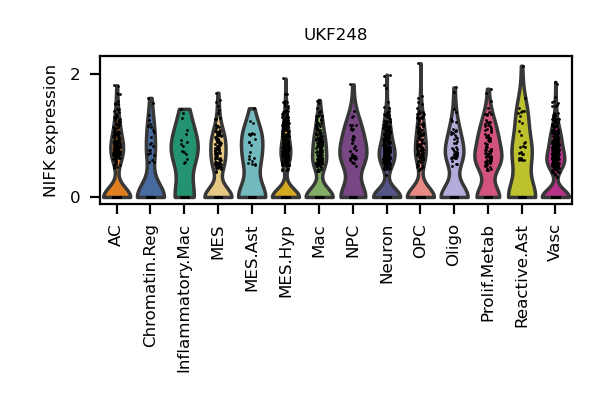 UKF248
NIFK expression
2
0
AC
Chromatin.Reg
Inflammatory.Mac
MES
MES.Ast
MES.Hyp
Mac
NPC
Neuron
OPC
Oligo
Prolif.Metab
Reactive.Ast
Vasc